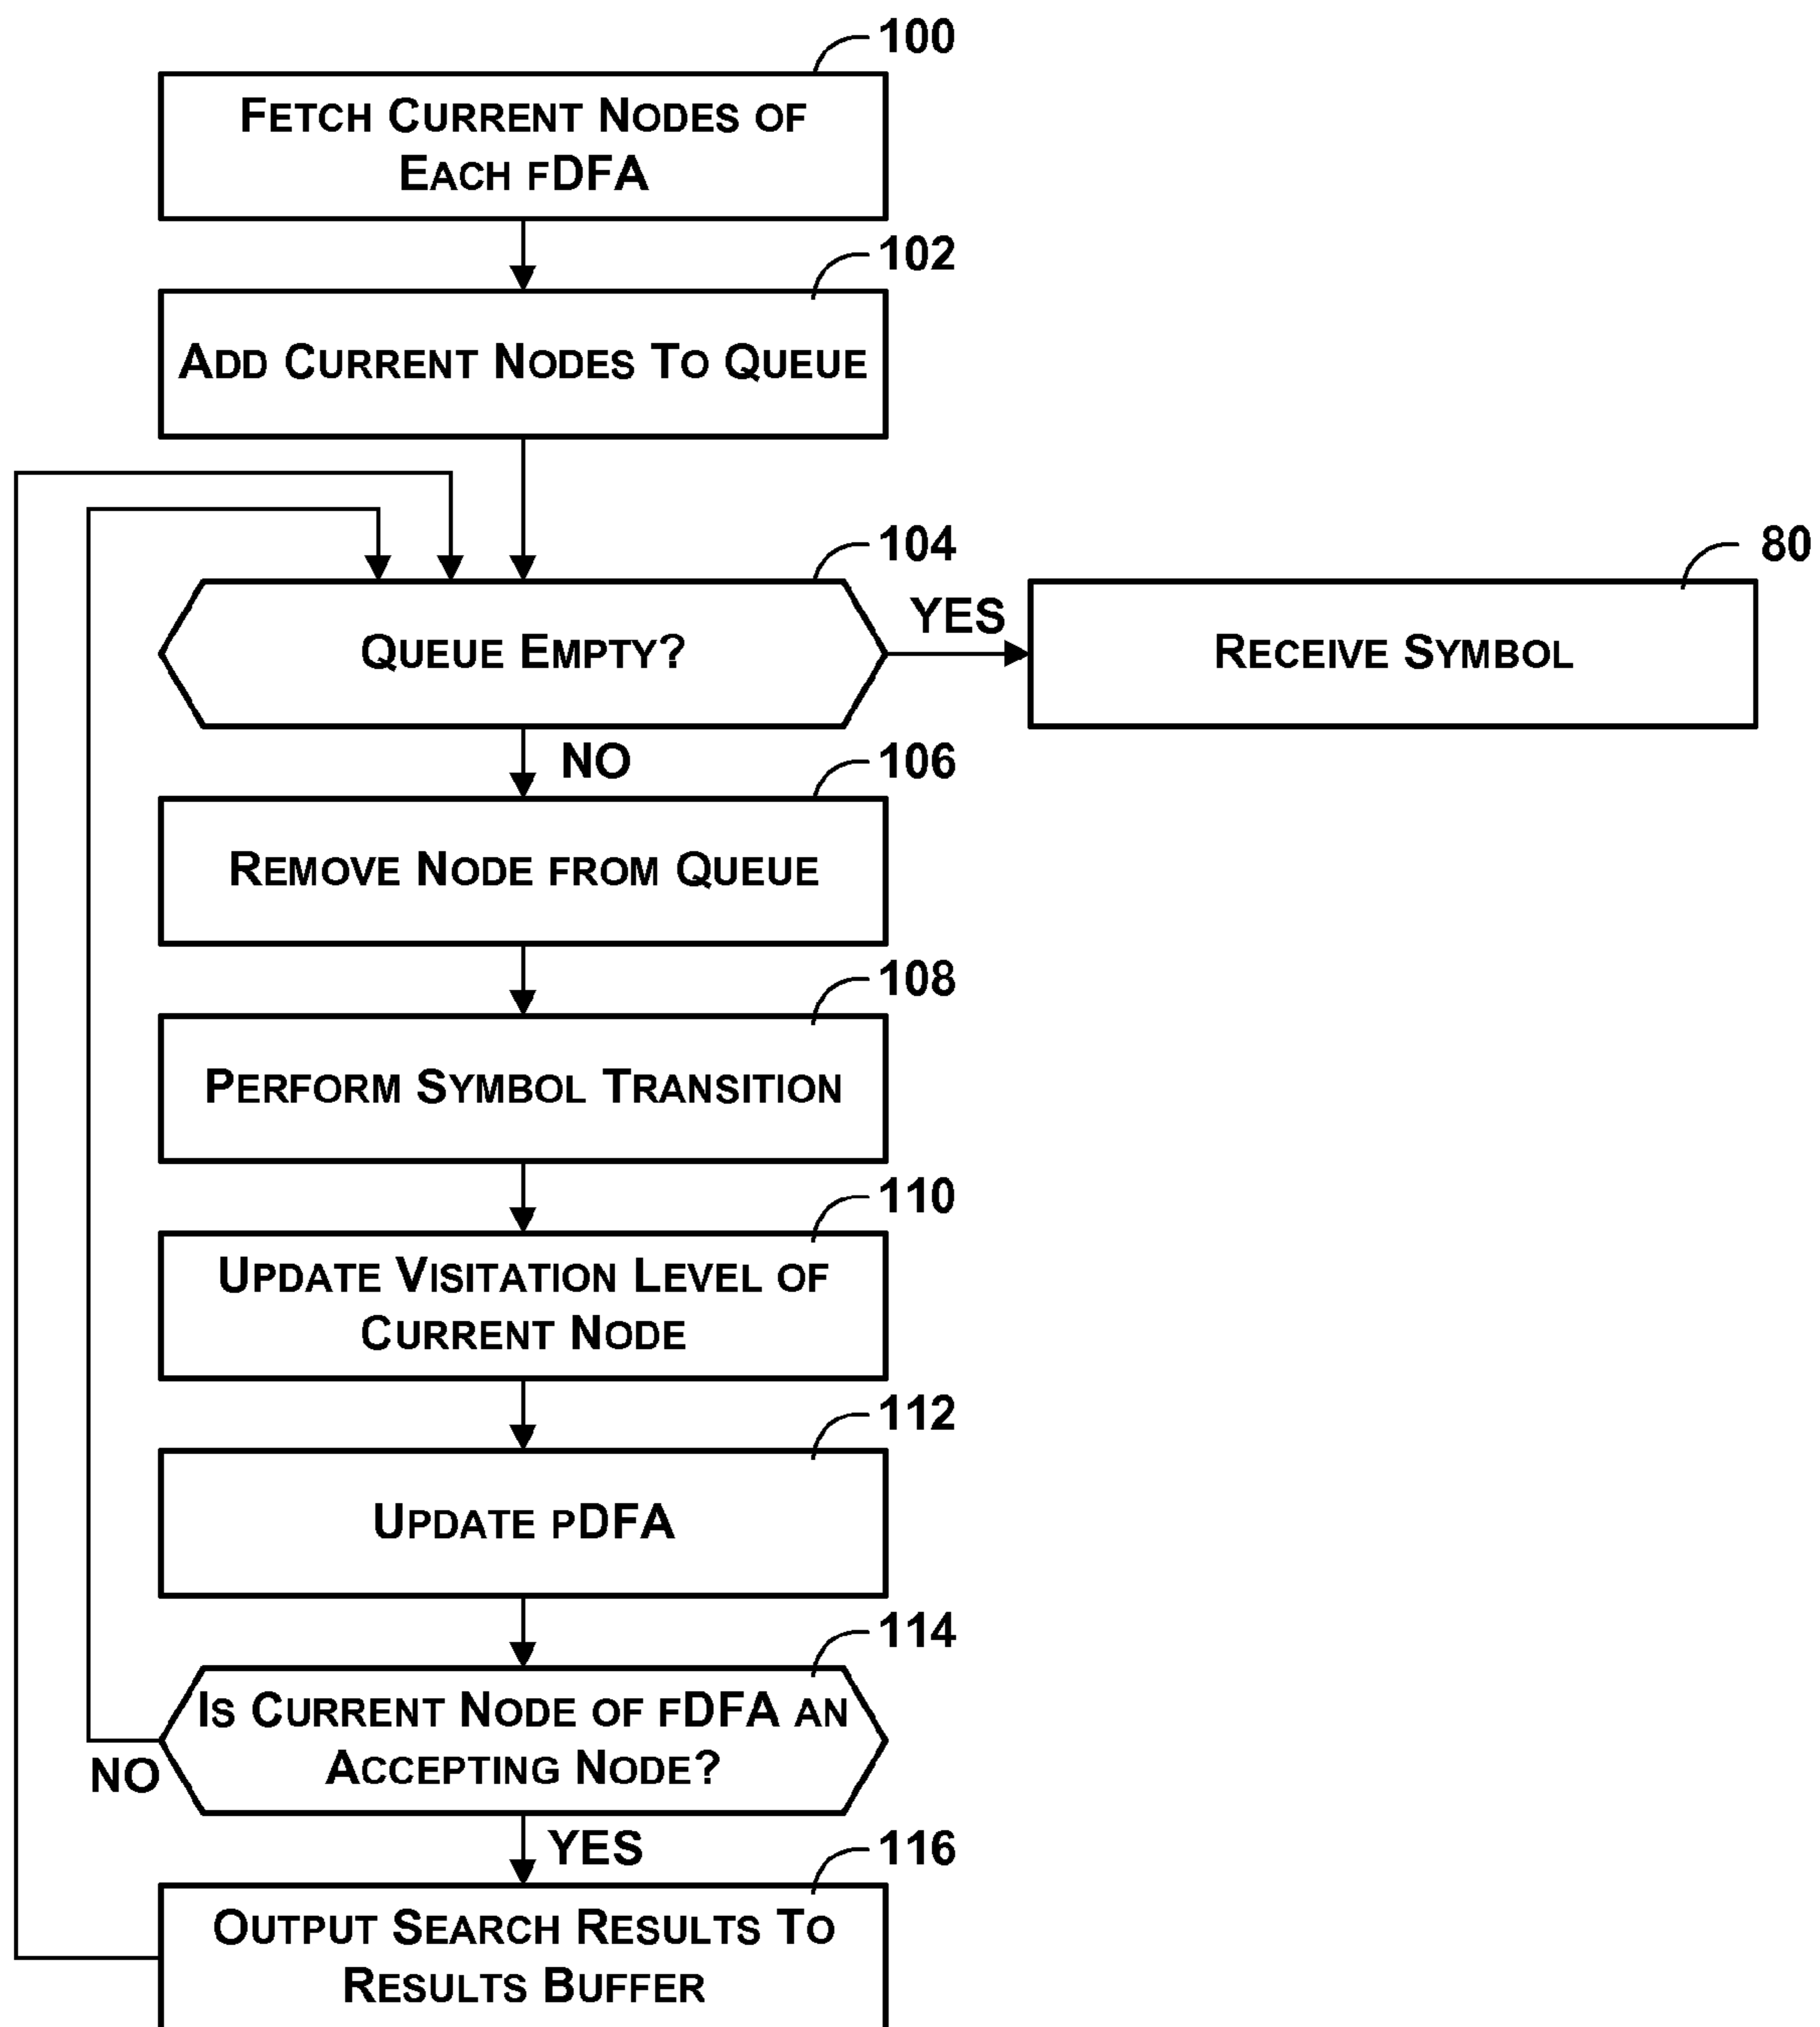 100
FETCH CURRENT NODES OF
EACH FDFA
102
ADD CURRENT NODES TO QUEUE
104
80
QUEUE EMPTY?
YES
RECEIVE SYMBOL
NO
106
REMOVE NODE FROM QUEUE
108
PERFORM SYMBOL TRANSITION
110
UPDATE VISITATION LEVEL OF
CURRENT NODE
112
UPDATE PDFA
114
IS CURRENT NODE OF FDFA AN
ACCEPTING NODE?
NO
YES
116
OUTPUT SEARCH RESULTS TO
RESULTS BUFFER